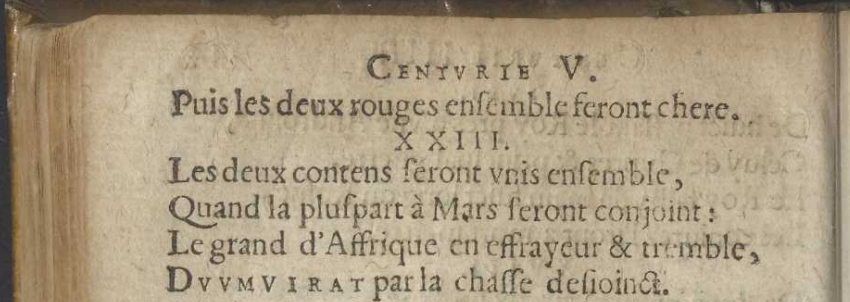 CENTVRIE V.
Puis les deux rouges enſemble feront chere.
XXIII.
Les deux contens ſeront vnis enſemble,
Quand la pluſpart à Mars ſeront conjoint:
Le grand d'Affrique en effrayeur & tremble,
DVVMVIRAT par la chaſſe deſioinct.